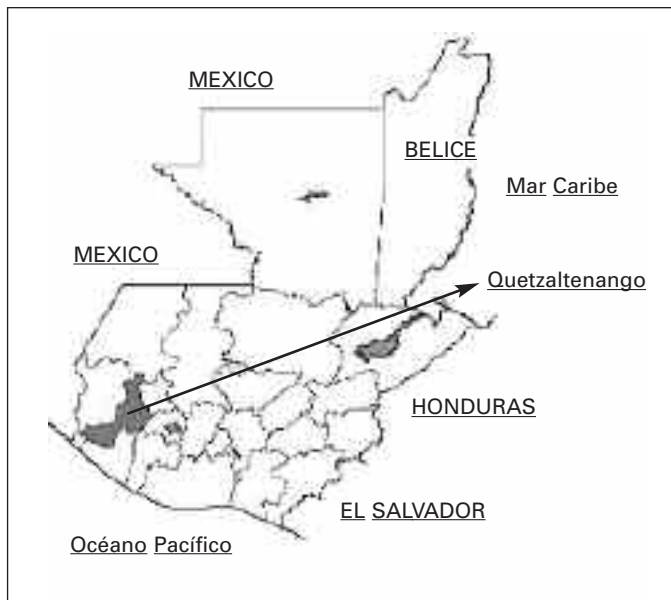 MEXICO
BELICE
Mar Caribe
MEXICO
Quetzaltenango
HONDURAS
EL SALVADOR
Océano Pacífico